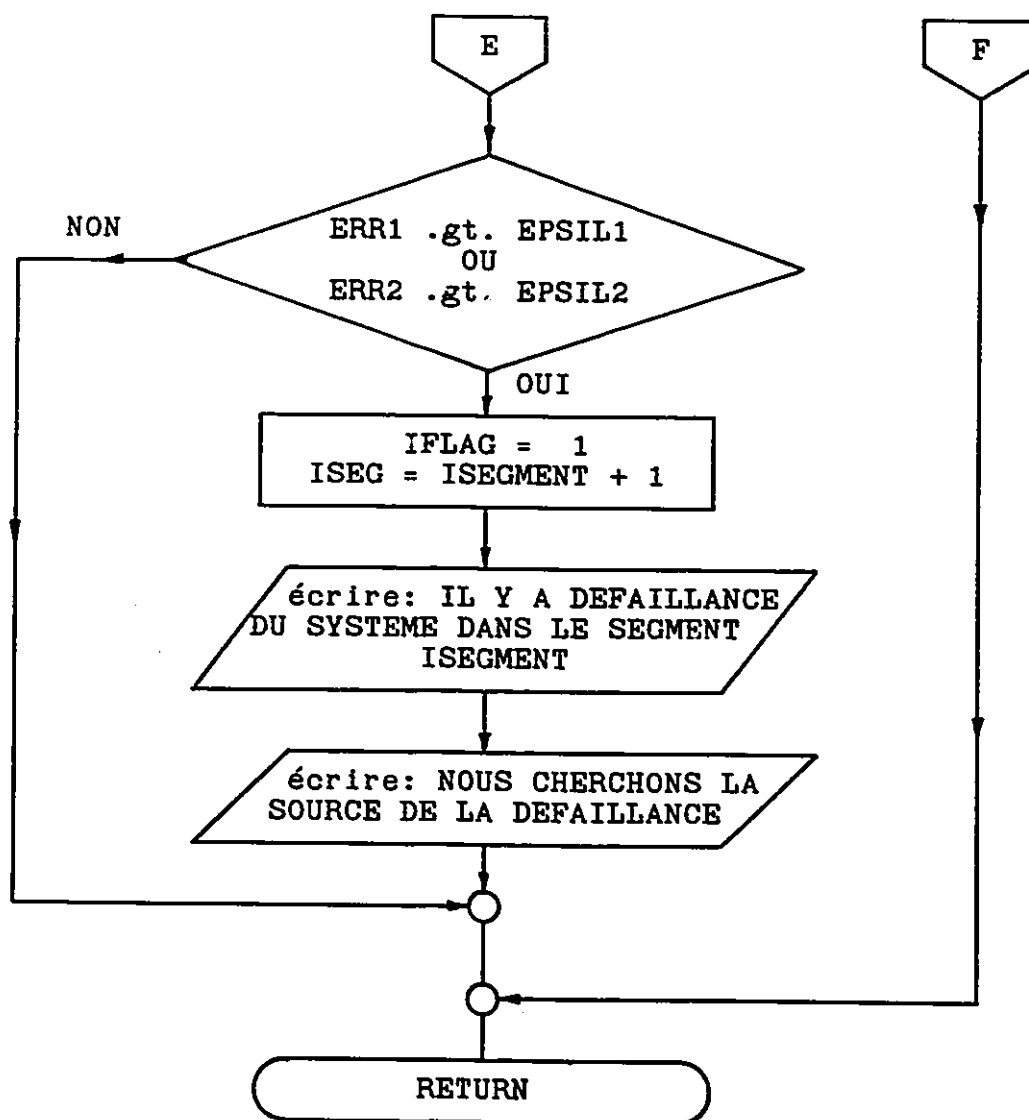 E
F
NON
ERR1 .gt. EPSIL1
OU
ERR2 .gt. EPSIL2
OUI
IFLAG = 1
ISEG = ISEGMENT + 1
écrire: IL Y A DEFAILLANCE
DU SYSTEME DANS LE SEGMENT
ISEGMENT
écrire: NOUS CHERCHONS LA
SOURCE DE LA DEFAILLANCE
RETURN